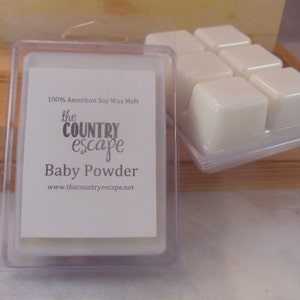 100% American Soy Wax Melt
the
COUNTRY
escape
Baby Powder
www.thecountryescape.net